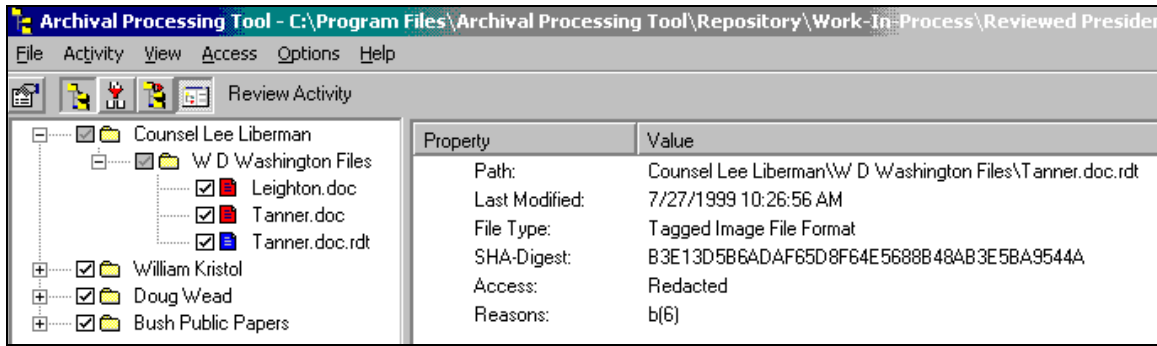 Archival Processing Tool - C:\Program Files\Archival Processing Tool\Repository\Work-In-Process\Reviewed Presider
File Activity View Access Options Help
Review Activity
Counsel Lee Liberman
W D Washington Files
Leighton.doc
Tanner.doc
Tanner.doc.rdt
William Kristol
Doug Wead
Bush Public Papers
Property Value
Path: Counsel Lee Liberman\W D Washington Files\Tanner.doc.rdt
Last Modified: 7/27/1999 10:26:56 AM
File Type: Tagged Image File Format
SHA-Digest: B3E13D5B6ADAF65D8F64E5688B48AB3E5BA9544A
Access: Redacted
Reasons: b(6)